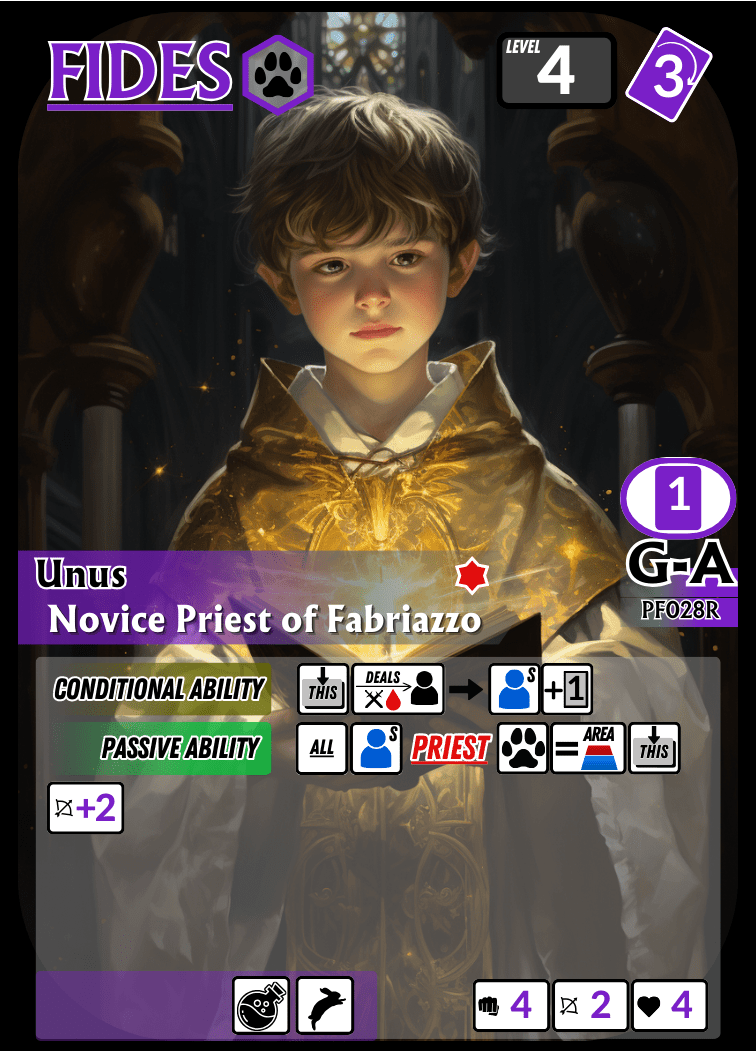 FIDES
LEVEL
4
3
1
G-A
PF028R
Unus
Novice Priest of Fabriazzo
CONDITIONAL ABILITY THIS DEALS S +1
PASSIVE ABILITY ALL S PRIEST = AREA THIS
+2
4 2 4